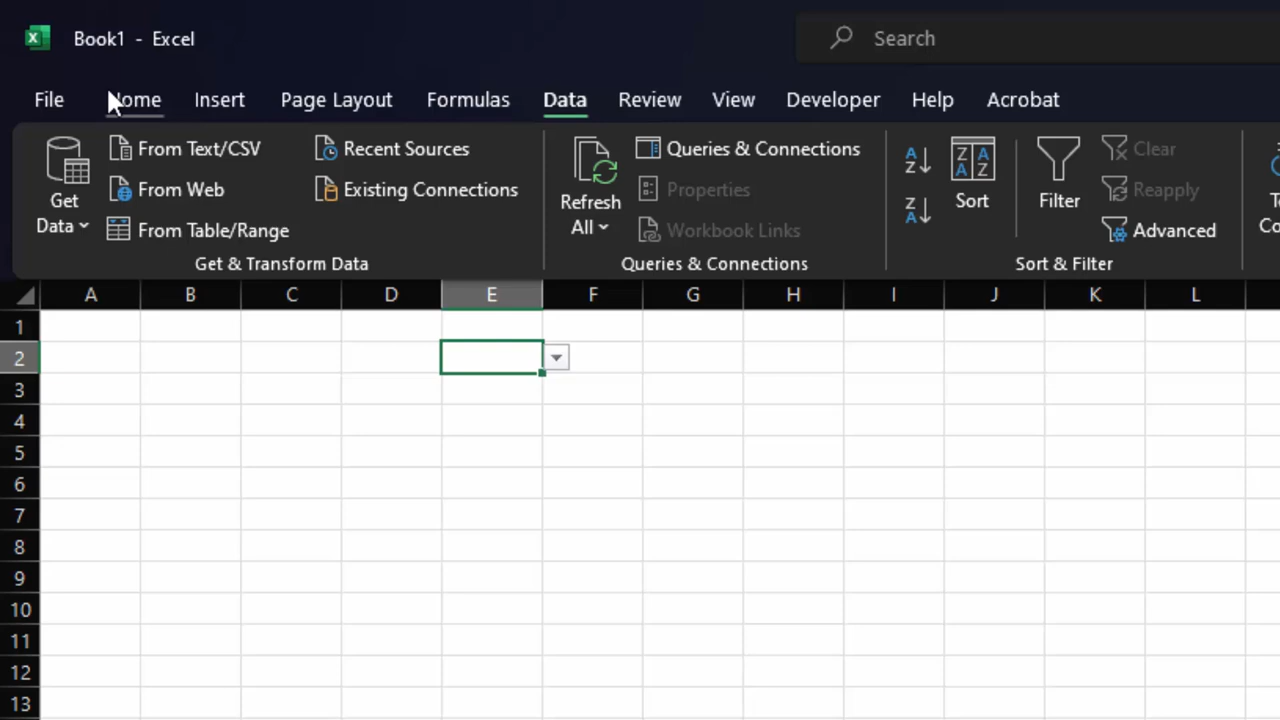 Book1 - Excel
Search
File Home Insert Page Layout Formulas Data Review View Developer Help Acrobat
From Text/CSV Recent Sources Queries & Connections Clear
From Web Existing Connections Properties Reapply
Get Data Refresh All Sort Filter
From Table/Range Workbook Links Advanced
Get & Transform Data Queries & Connections Sort & Filter
A B C D E F G H I J K L
1
2
3
4
5
6
7
8
9
10
11
12
13